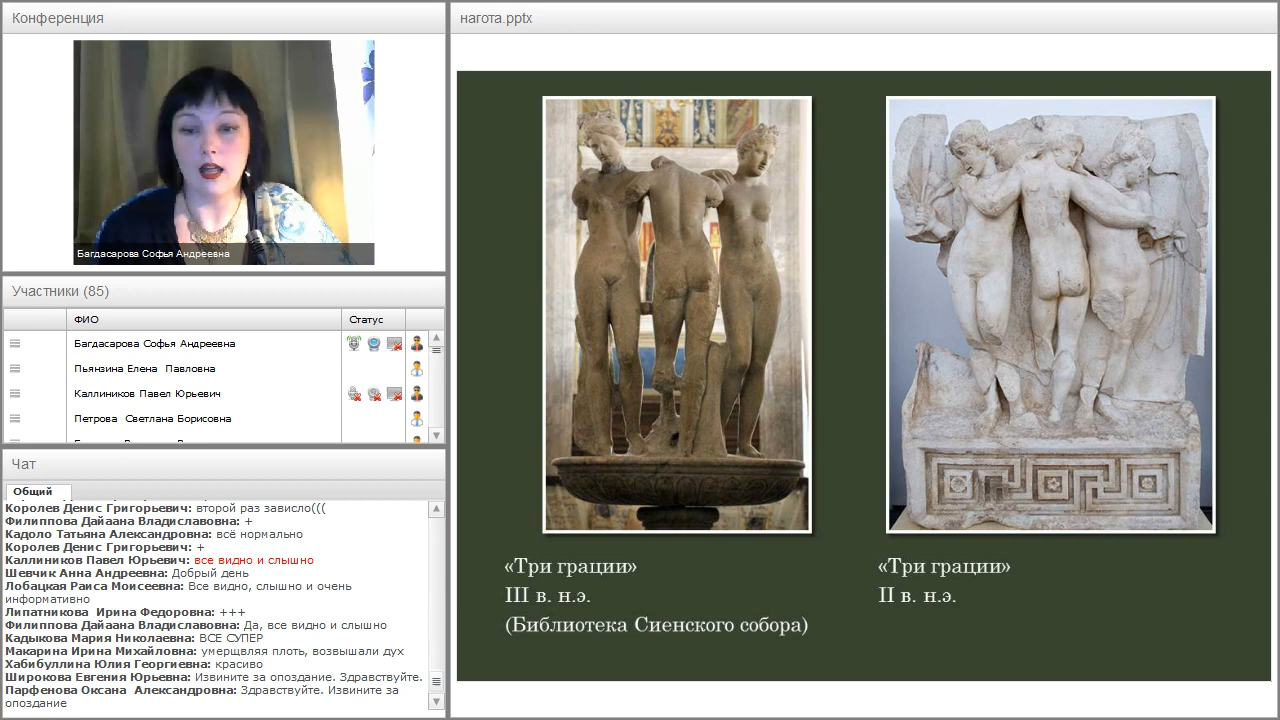 Конференция
Багдасарова Софья Андреевна
Участники (85)
ФИО Статус
Багдасарова Софья Андреевна
Пьянзина Елена Павловна
Каллиников Павел Юрьевич
Петрова Светлана Борисовна
Чат
Общий
Королев Денис Григорьевич: второй раз зависло(((
Филиппова Дайаана Владиславовна: +
Кадоло Татьяна Александровна: всё нормально
Королев Денис Григорьевич: +
Каллиников Павел Юрьевич: все видно и слышно
Шевчик Анна Андреевна: Добрый день
Лобацкая Раиса Моисеевна: Все видно, слышно и очень
информативно
Липатникова Ирина Федоровна: +++
Филиппова Дайаана Владиславовна: Да, все видно и слышно
Кадыкова Мария Николаевна: ВСЕ СУПЕР
Макарина Ирина Михайловна: умерщвляя плоть, возвышали дух
Хабибуллина Юлия Георгиевна: красиво
Широкова Евгения Юрьевна: Извините за опоздание. Здравствуйте.
Парфенова Оксана Александровна: Здравствуйте. Извините за
опоздание
нагота.pptx
«Три грации»
III в. н.э.
(Библиотека Сиенского собора)
«Три грации»
II в. н.э.